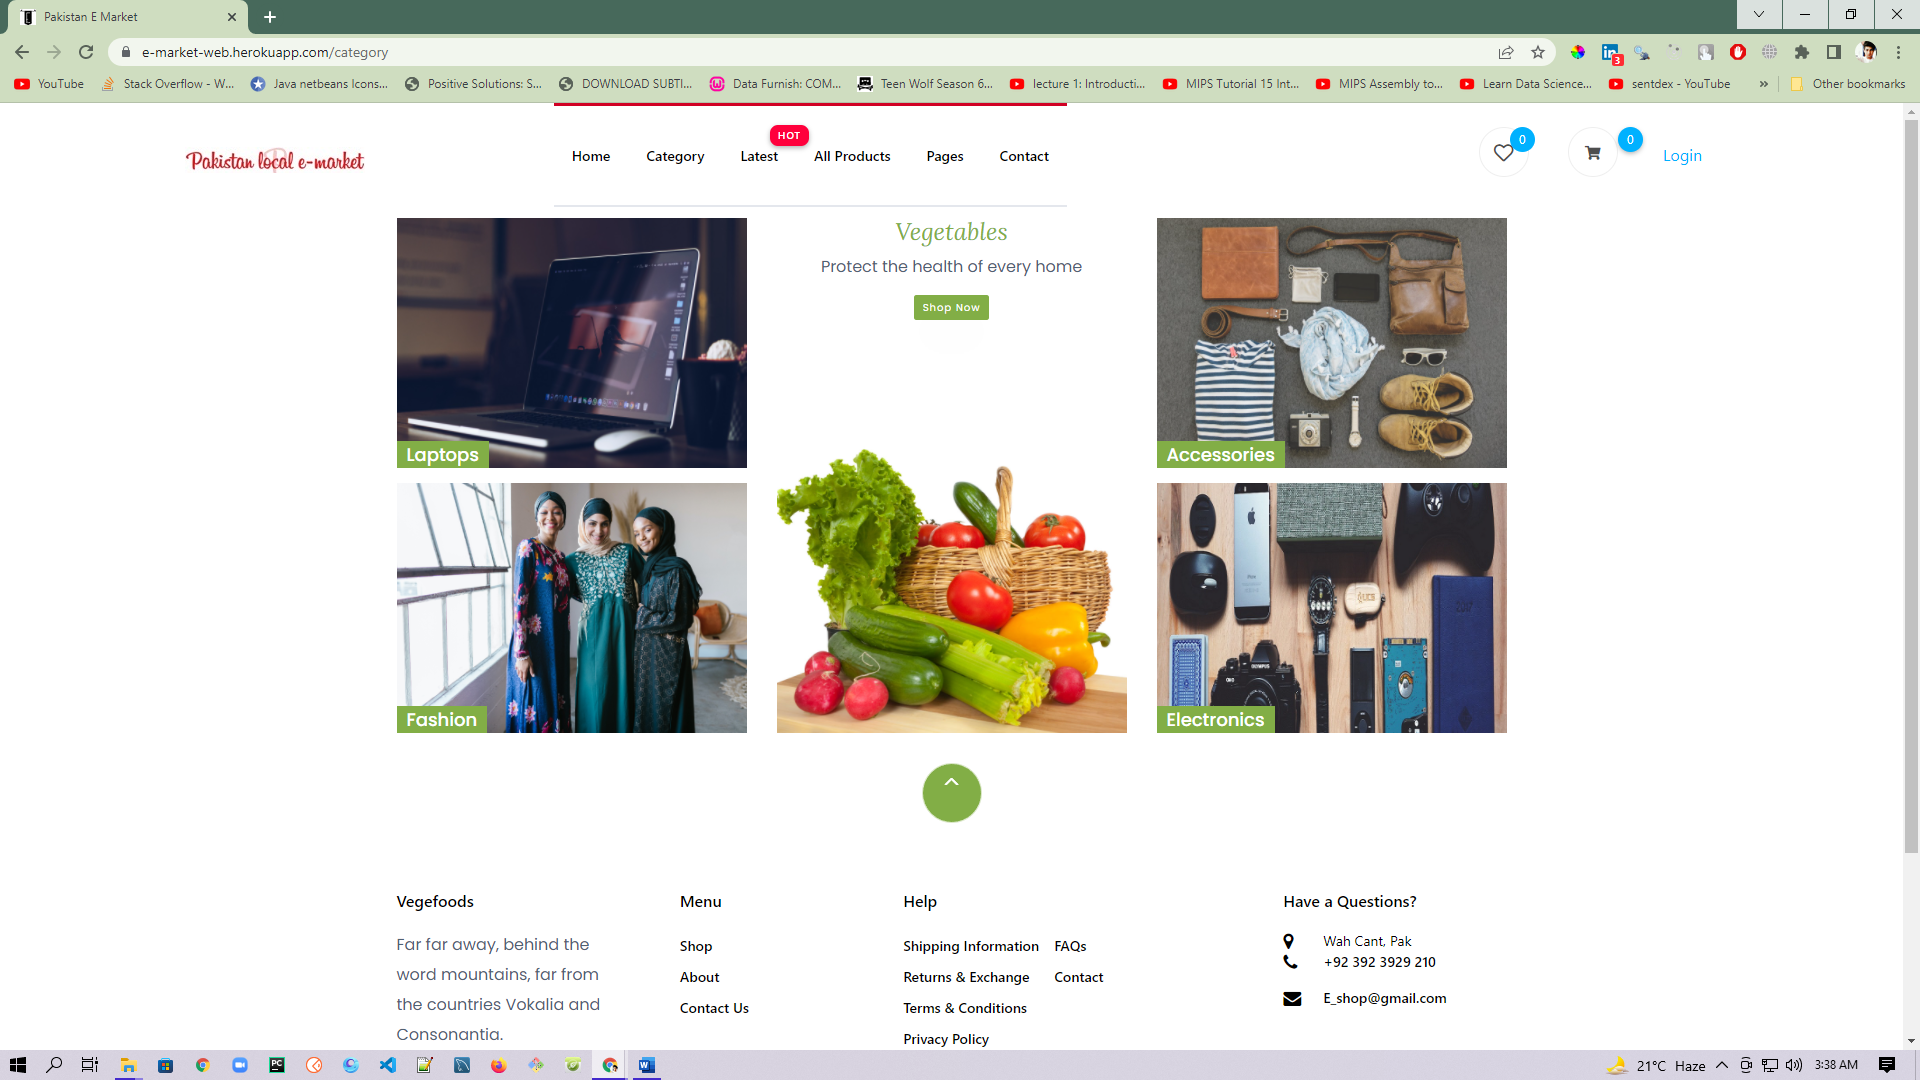 Pakistan E Market
e-market-web.herokuapp.com/category
3
YouTube
Stack Overflow - W...
Java netbeans Icons...
Positive Solutions: S...
DOWNLOAD SUBTI...
Data Furnish: COM...
Teen Wolf Season 6...
lecture 1: Introducti...
MIPS Tutorial 15 Int...
MIPS Assembly to...
Learn Data Science...
sentdex - YouTube
»
Other bookmarks
Pakistan local e-market
Home
Category
Latest
HOT
All Products
Pages
Contact
0
0
Login
Laptops
Vegetables
Protect the health of every home
Shop Now
Accessories
Fashion
Electronics
OLYMPUS
Vegefoods
Far far away, behind the
word mountains, far from
the countries Vokalia and
Consonantia.
Menu
Shop
About
Contact Us
Help
Shipping Information
Returns & Exchange
Terms & Conditions
Privacy Policy
FAQs
Contact
Have a Questions?
Wah Cant, Pak
+92 392 3929 210
E_shop@gmail.com
21°C Haze
3:38 AM